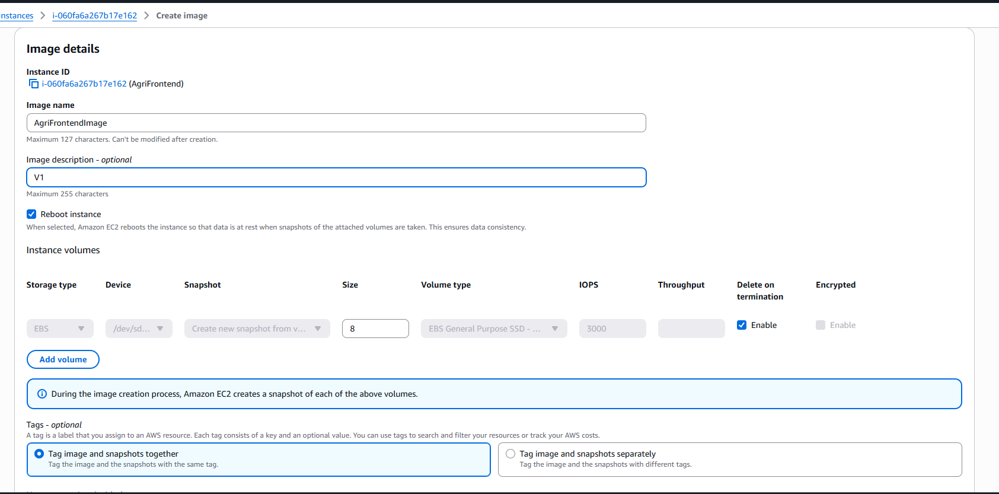 nstances > i-060fa6a267b17e162 > Create image
Image details
Instance ID
i-060fa6a267b17e162 (AgriFrontend)
Image name
AgriFrontendImage
Maximum 127 characters. Can't be modified after creation.
Image description - optional
V1
Maximum 255 characters
Reboot instance
When selected, Amazon EC2 reboots the instance so that data is at rest when snapshots of the attached volumes are taken. This ensures data consistency.
Instance volumes
Storage type Device Snapshot Size Volume type IOPS Throughput Delete on termination Encrypted
EBS /dev/sd... Create new snapshot from v... 8 EBS General Purpose SSD - ... 3000 Enable Enable
Add volume
During the image creation process, Amazon EC2 creates a snapshot of each of the above volumes.
Tags - optional
A tag is a label that you assign to an AWS resource. Each tag consists of a key and an optional value. You can use tags to search and filter your resources or track your AWS costs.
Tag image and snapshots together
Tag the image and the snapshots with the same tag.
Tag image and snapshots separately
Tag the image and the snapshots with different tags.